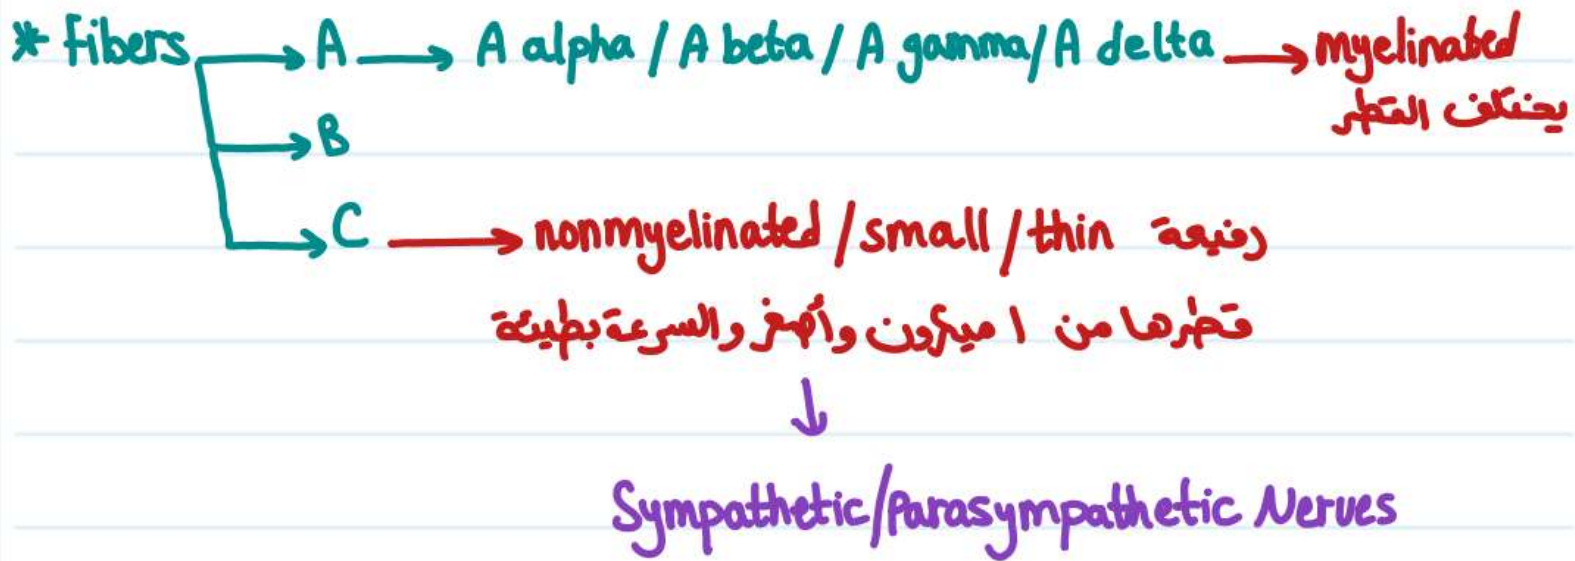 * fibers → A → A alpha / A beta / A gamma / A delta → myelinated
يختلف القطر
→ B
→ C → nonmyelinated / small / thin رفيعة
قطرها من ١ ميكرون وأصغر والسرعة بطيئة
↓
Sympathetic/Parasympathetic Nerves